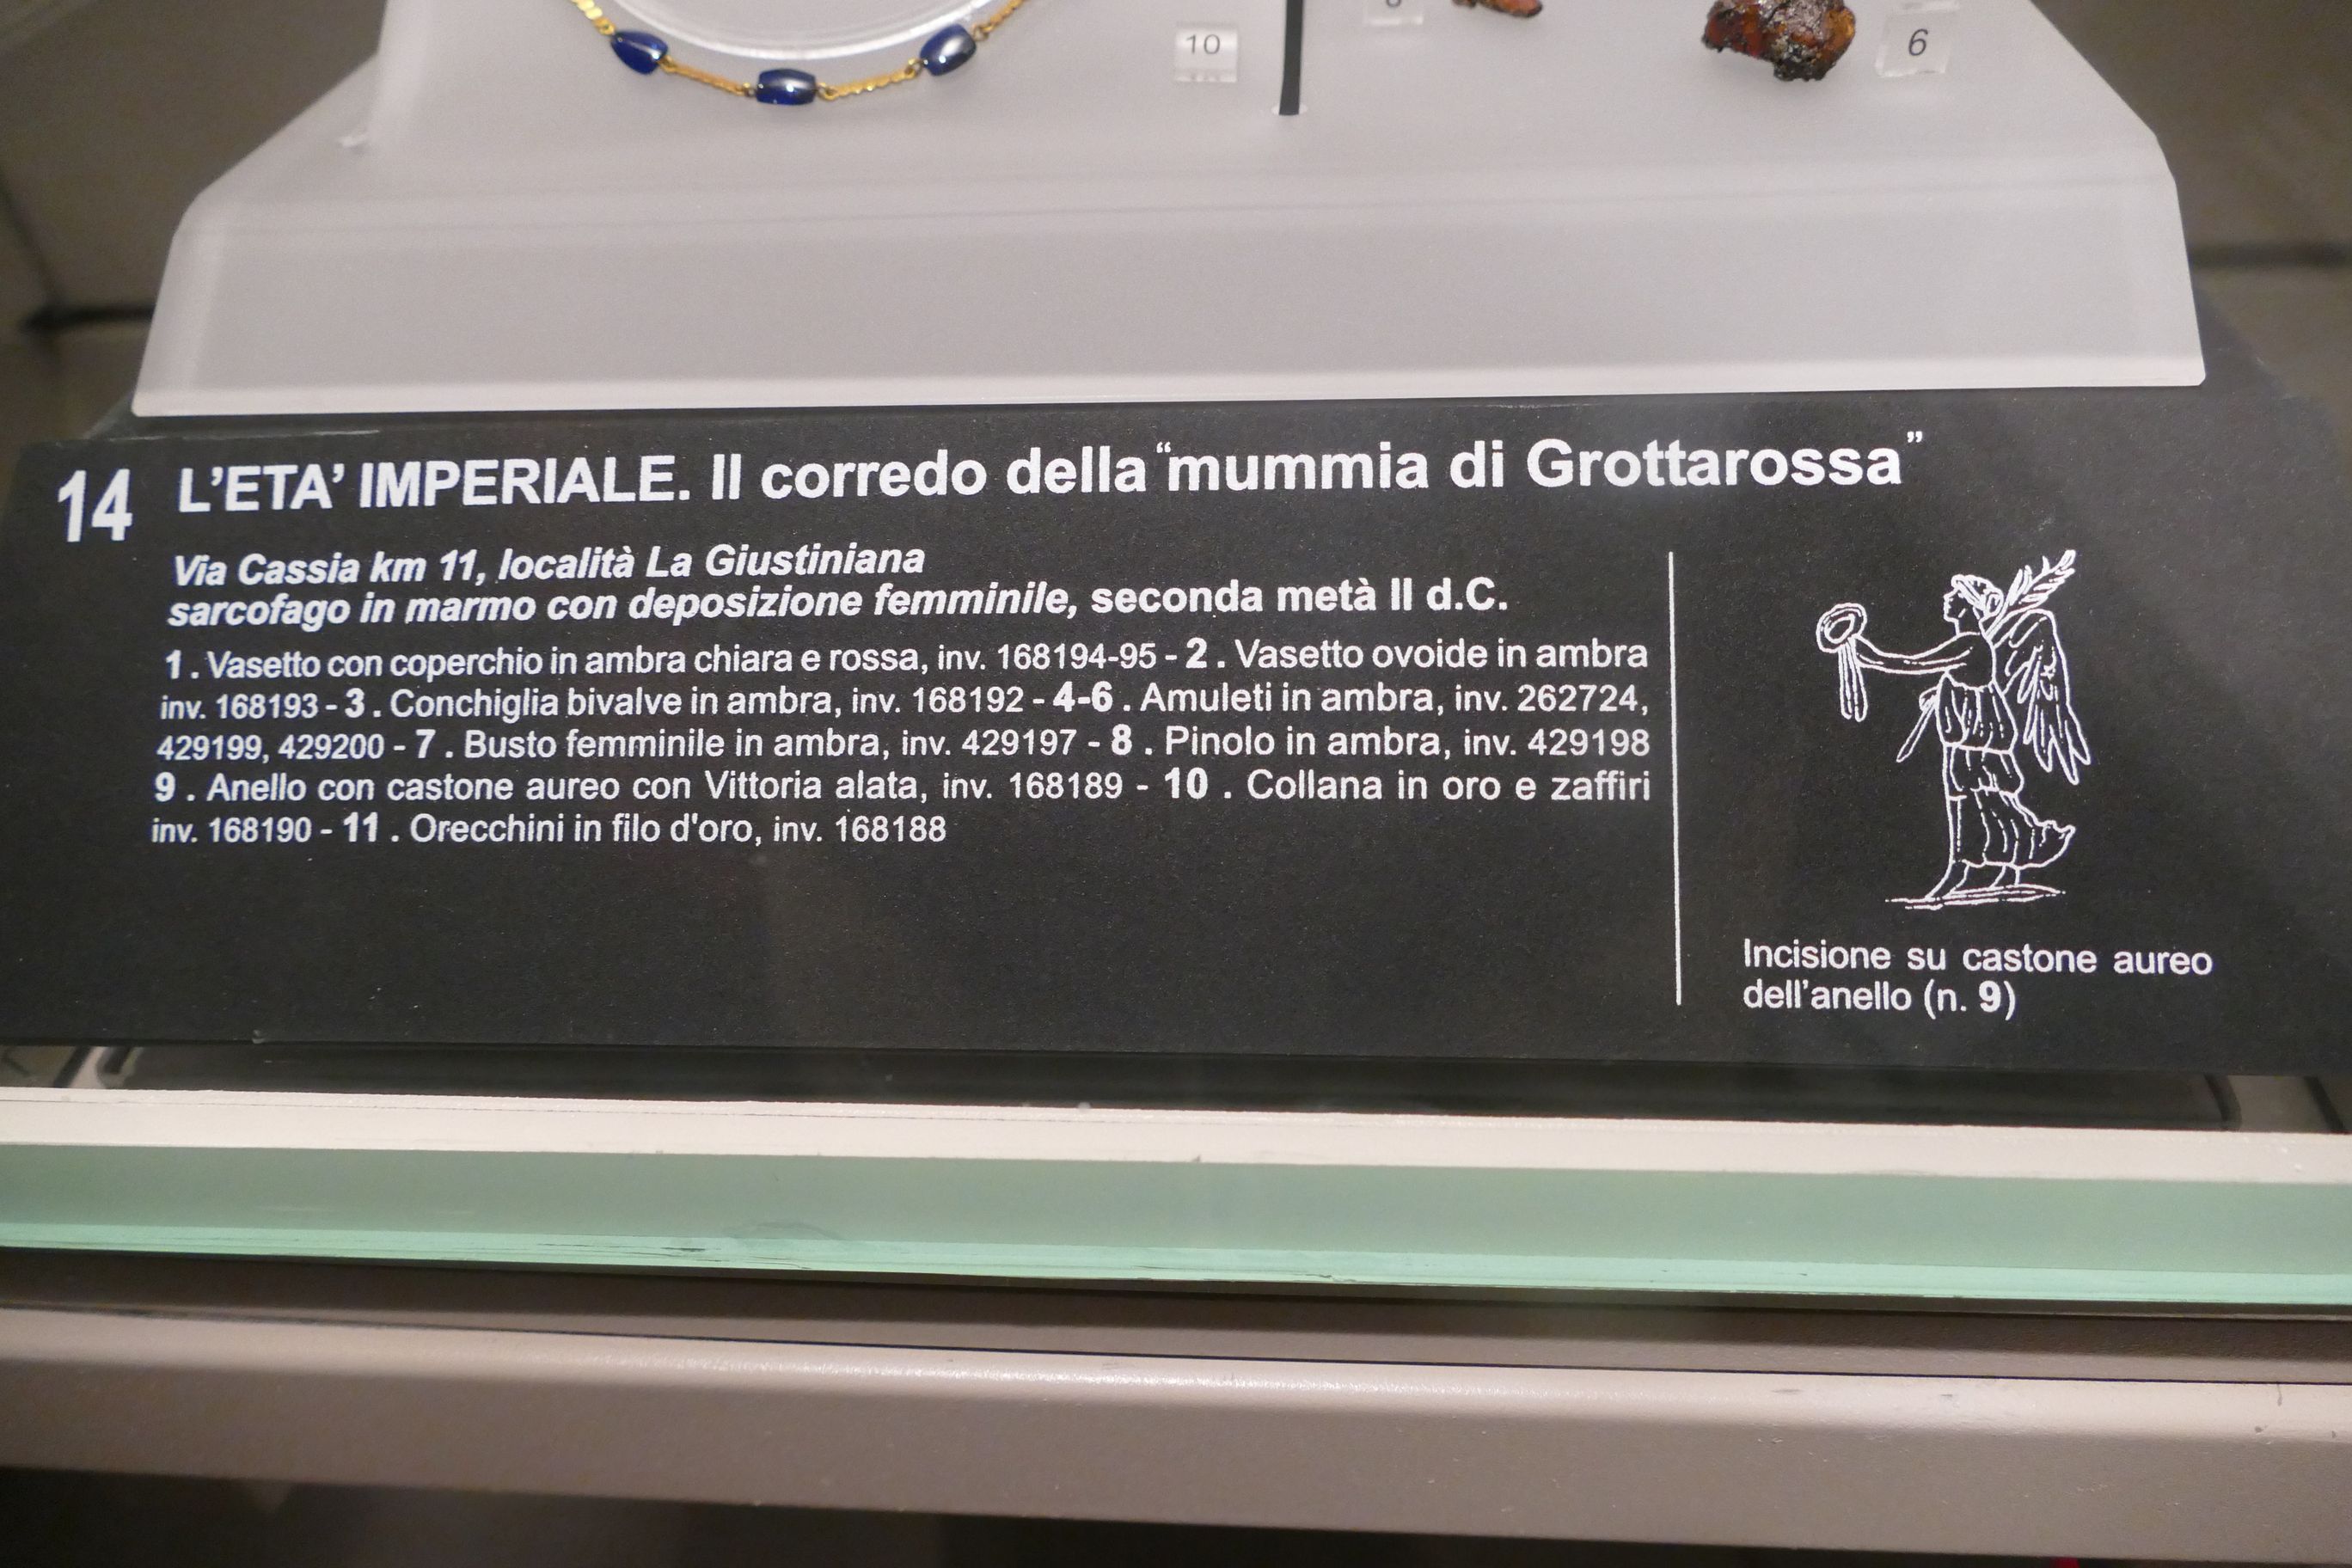 10
6
14 L'ETA' IMPERIALE. Il corredo della “mummia di Grottarossa”
Via Cassia km 11, località La Giustiniana
sarcofago in marmo con deposizione femminile, seconda metà II d.C.
1. Vasetto con coperchio in ambra chiara e rossa, inv. 168194-95 - 2. Vasetto ovoide in ambra
inv. 168193 - 3. Conchiglia bivalve in ambra, inv. 168192 - 4-6. Amuleti in ambra, inv. 262724,
429199, 429200 - 7. Busto femminile in ambra, inv. 429197 - 8. Pinolo in ambra, inv. 429198
9. Anello con castone aureo con Vittoria alata, inv. 168189 - 10. Collana in oro e zaffiri
inv. 168190 - 11. Orecchini in filo d'oro, inv. 168188
Incisione su castone aureo
dell'anello (n. 9)